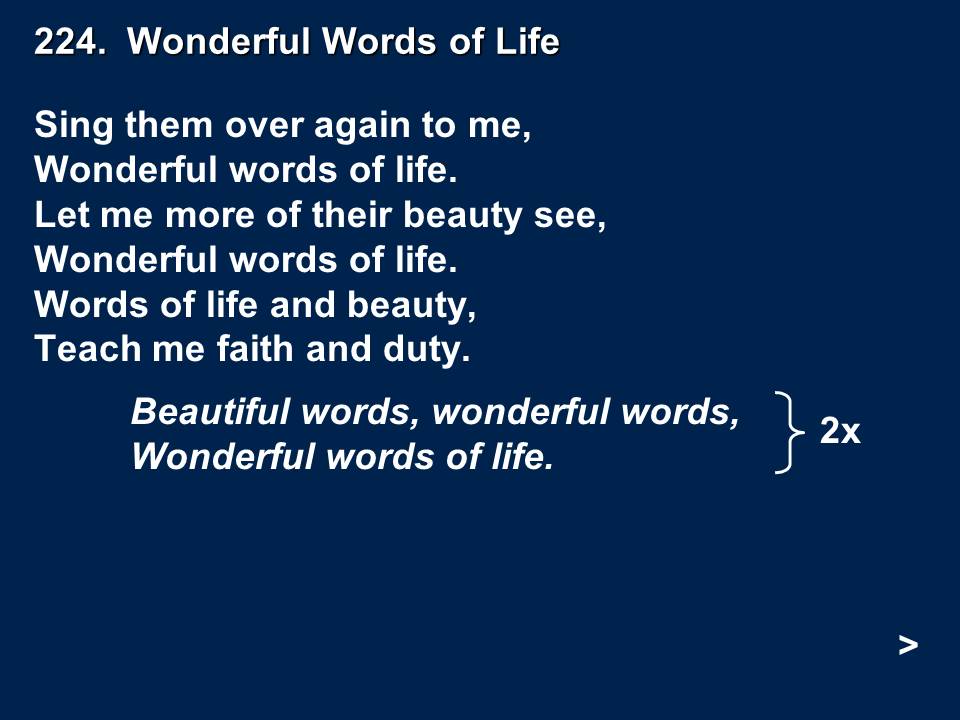 224.  Wonderful Words of Life
Sing them over again to me,
Wonderful words of life.
Let me more of their beauty see,
Wonderful words of life.
Words of life and beauty,
Teach me faith and duty.
Beautiful words, wonderful words,
Wonderful words of life.
2x
>